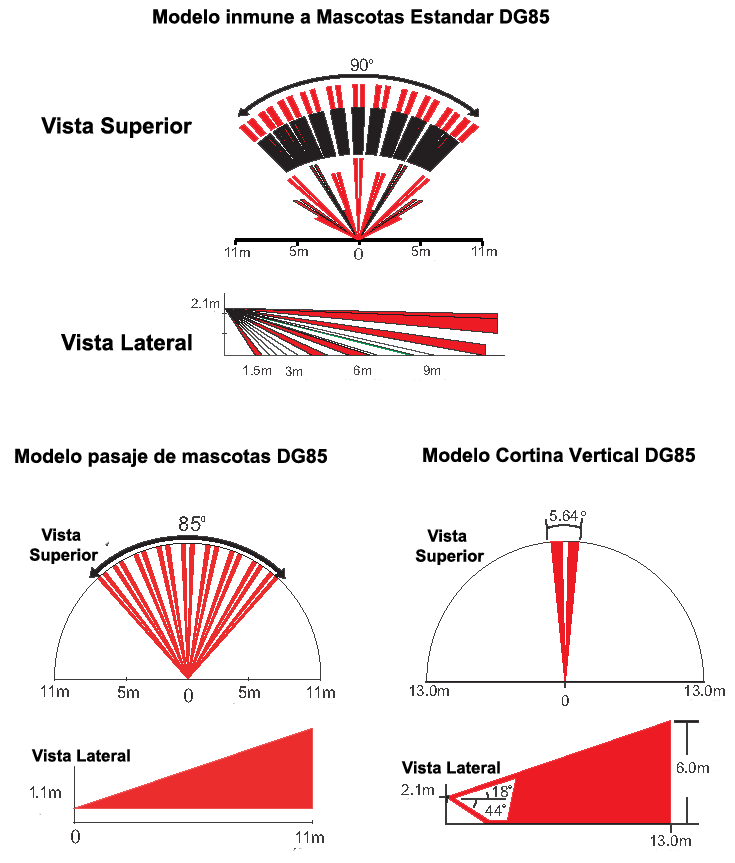 Modelo inmune a Mascotas Estandar DG85
90°
Vista Superior
11m 5m 0 5m 11m
2.1m
Vista Lateral
1.5m 3m 6m 9m
Modelo pasaje de mascotas DG85
85°
Vista
Superior
11m 5m 0 5m 11m
Vista Lateral
1.1m
0 11m
Modelo Cortina Vertical DG85
5.64°
Vista
Superior
13.0m 0 13.0m
Vista Lateral
2.1m
18°
44°
6.0m
13.0m